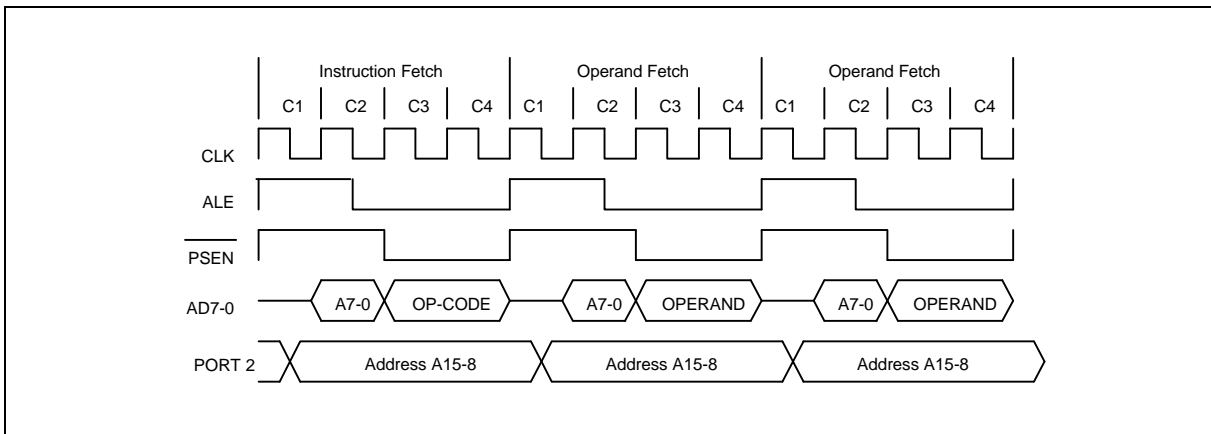 Instruction Fetch Operand Fetch Operand Fetch
C1 C2 C3 C4 C1 C2 C3 C4 C1 C2 C3 C4
CLK
ALE
PSEN
AD7-0 A7-0 OP-CODE A7-0 OPERAND A7-0 OPERAND
PORT 2 Address A15-8 Address A15-8 Address A15-8